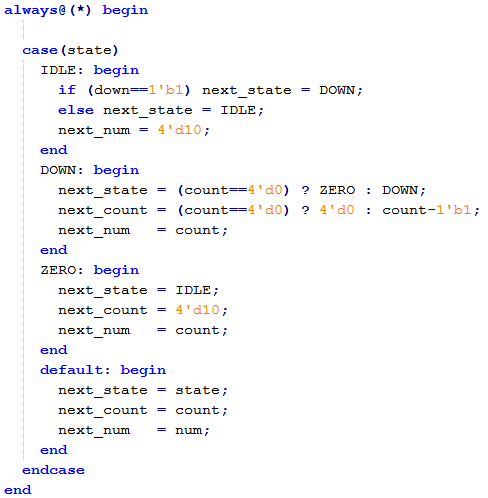 always@(*) begin
case(state)
IDLE: begin
if (down==1'b1) next_state = DOWN;
else next_state = IDLE;
next_num = 4'd10;
end
DOWN: begin
next_state = (count==4'd0) ? ZERO : DOWN;
next_count = (count==4'd0) ? 4'd0 : count-1'b1;
next_num   = count;
end
ZERO: begin
next_state = IDLE;
next_count = 4'd10;
next_num   = count;
end
default: begin
next_state = state;
next_count = count;
next_num   = num;
end
endcase
end